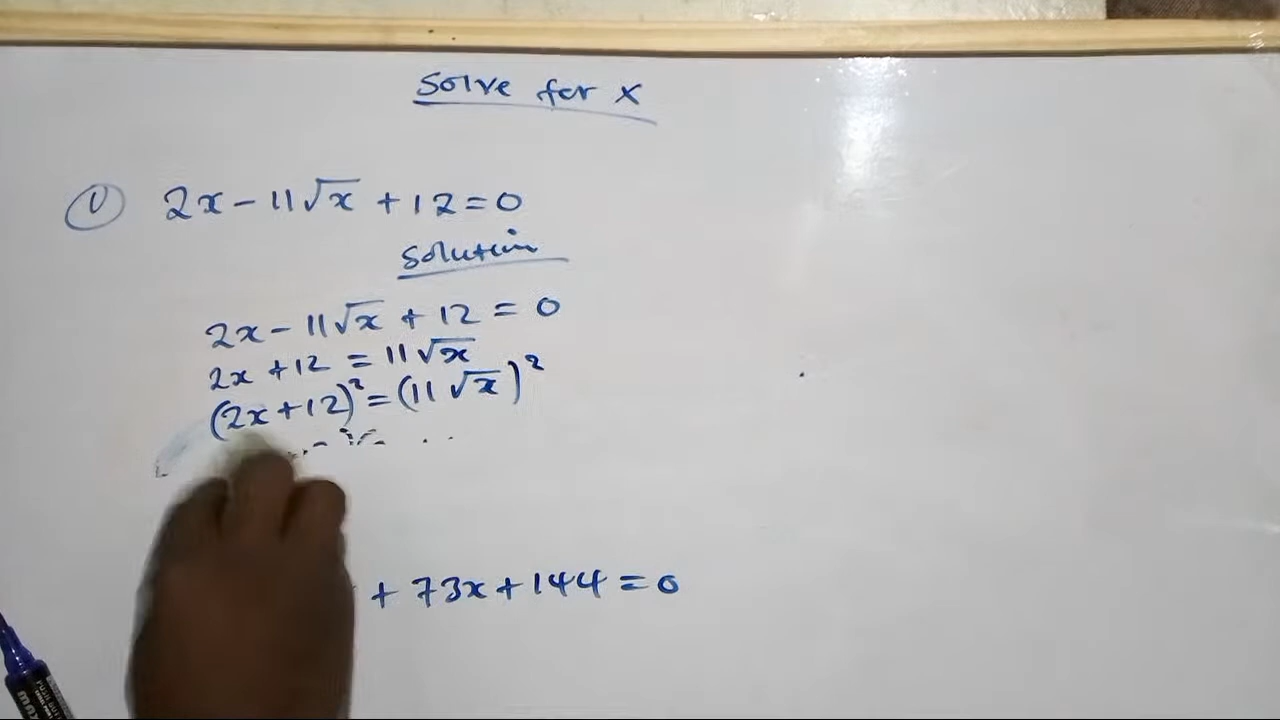 Solve for x
① 2x - 11√x + 12 = 0
Solution
2x - 11√x + 12 = 0
2x + 12 = 11√x
(2x + 12)² = (11√x)²
+ 73x + 144 = 0